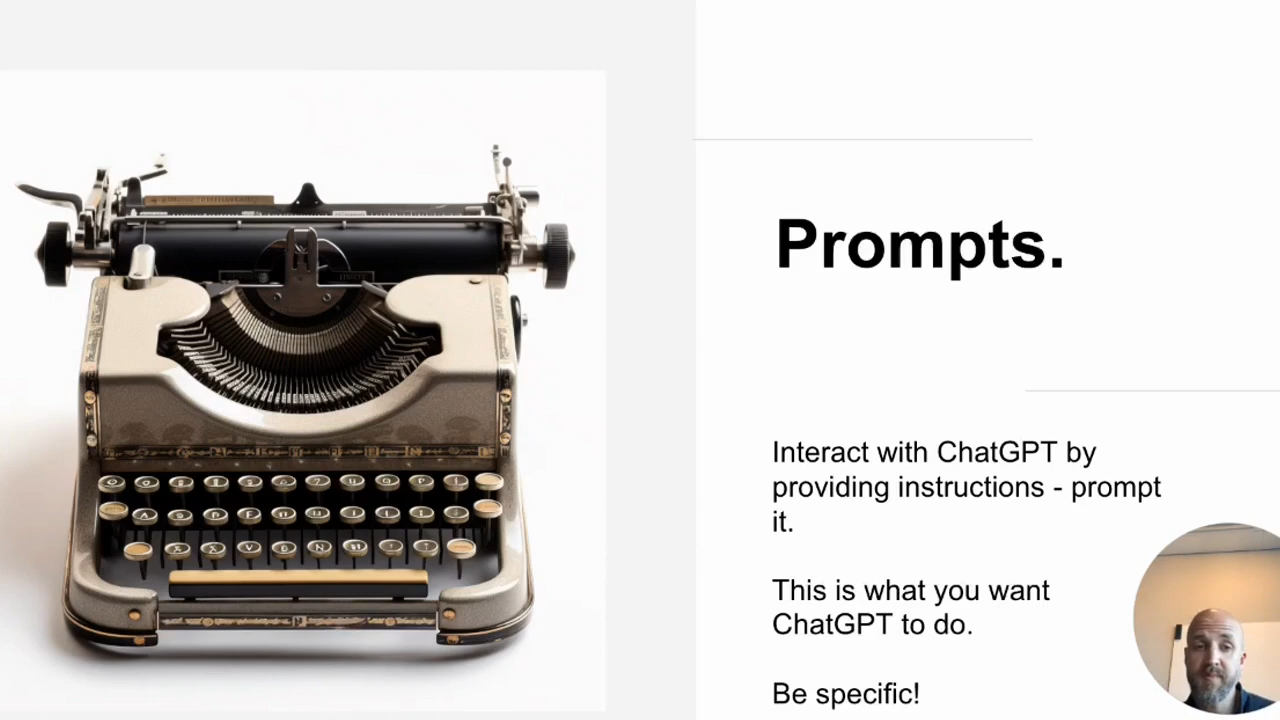 Prompts.
Interact with ChatGPT by
providing instructions - prompt
it.
This is what you want
ChatGPT to do.
Be specific!